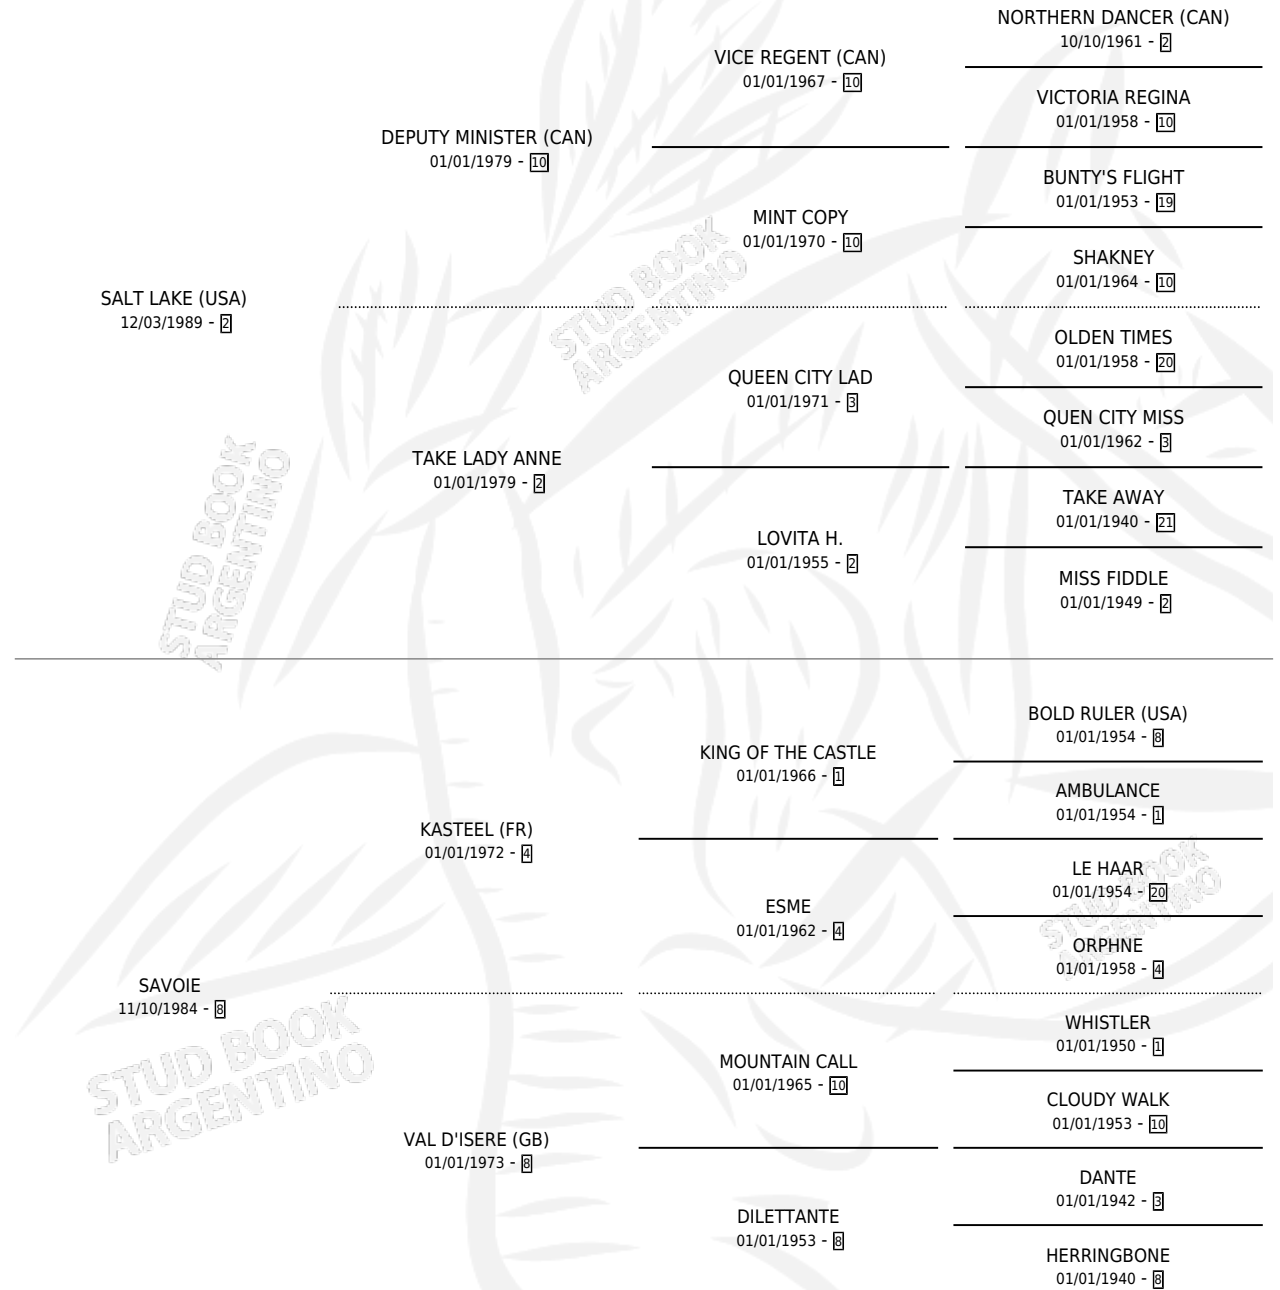 NORTHERN DANCER (CAN)
10/10/1961 - 2
VICE REGENT (CAN)
01/01/1967 - 10
VICTORIA REGINA
01/01/1958 - 10
DEPUTY MINISTER (CAN)
01/01/1979 - 10
BUNTY'S FLIGHT
01/01/1953 - 19
MINT COPY
01/01/1970 - 10
SHAKNEY
01/01/1964 - 10
SALT LAKE (USA)
12/03/1989 - 2
OLDEN TIMES
01/01/1958 - 20
QUEEN CITY LAD
01/01/1971 - 3
QUEN CITY MISS
01/01/1962 - 3
TAKE LADY ANNE
01/01/1979 - 2
TAKE AWAY
01/01/1940 - 21
LOVITA H.
01/01/1955 - 2
MISS FIDDLE
01/01/1949 - 2
STUD BOOK
ARGENTINO
STUD BOOK
ARGENTINO
BOLD RULER (USA)
01/01/1954 - 8
KING OF THE CASTLE
01/01/1966 - 1
AMBULANCE
01/01/1954 - 1
KASTEEL (FR)
01/01/1972 - 4
LE HAAR
01/01/1954 - 20
ESME
01/01/1962 - 4
ORPHNE
01/01/1958 - 4
SAVOIE
11/10/1984 - 8
WHISTLER
01/01/1950 - 1
MOUNTAIN CALL
01/01/1965 - 10
CLOUDY WALK
01/01/1953 - 10
VAL D'ISERE (GB)
01/01/1973 - 8
DANTE
01/01/1942 - 3
DILETTANTE
01/01/1953 - 8
HERRINGBONE
01/01/1940 - 8
STUD BOOK
ARGENTINO
STUD BOOK
ARGENTINO